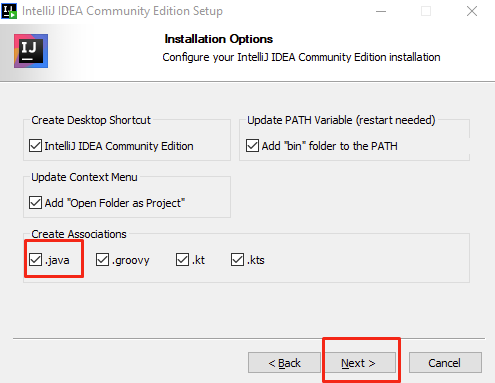 IntelliJ IDEA Community Edition Setup
IJ
Installation Options
Configure your IntelliJ IDEA Community Edition installation
Create Desktop Shortcut
IntelliJ IDEA Community Edition
Update PATH Variable (restart needed)
Add "bin" folder to the PATH
Update Context Menu
Add "Open Folder as Project"
Create Associations
.java .groovy .kt .kts
< Back Next > Cancel